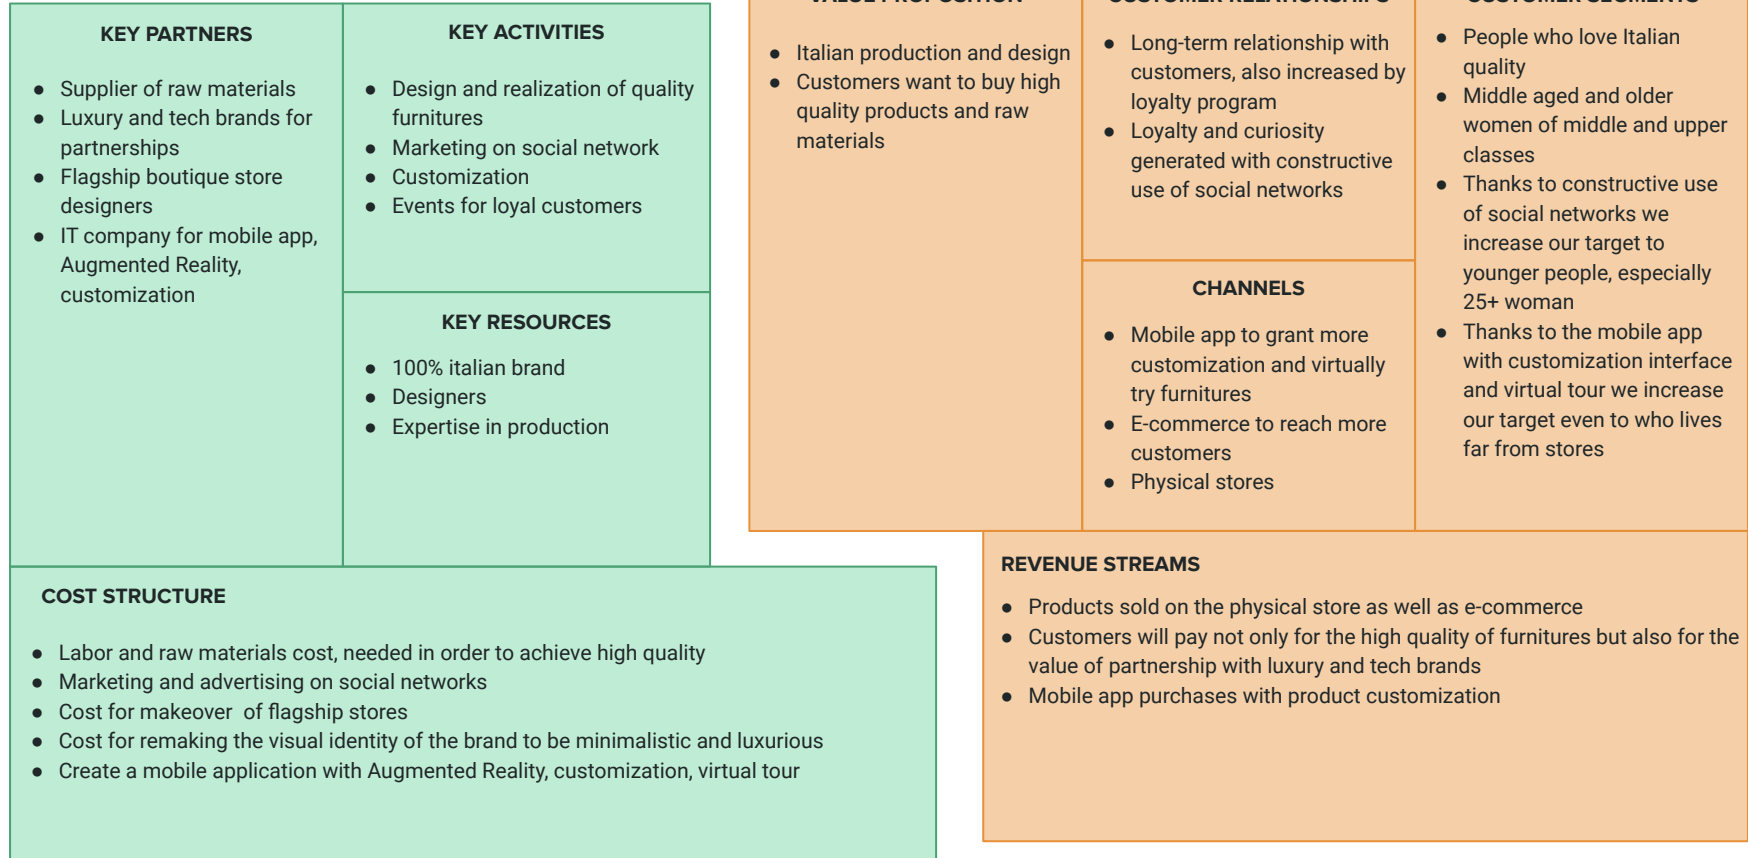 KEY PARTNERS
● Supplier of raw materials
● Luxury and tech brands for
partnerships
● Flagship boutique store
designers
● IT company for mobile app,
Augmented Reality,
customization
KEY ACTIVITIES
● Design and realization of quality
furnitures
● Marketing on social network
● Customization
● Events for loyal customers
KEY RESOURCES
● 100% italian brand
● Designers
● Expertise in production
VALUE PROPOSITION
● Italian production and design
● Customers want to buy high
quality products and raw
materials
CUSTOMER RELATIONSHIPS
● Long-term relationship with
customers, also increased by
loyalty program
● Loyalty and curiosity
generated with constructive
use of social networks
CHANNELS
● Mobile app to grant more
customization and virtually
try furnitures
● E-commerce to reach more
customers
● Physical stores
CUSTOMER SEGMENTS
● People who love Italian
quality
● Middle aged and older
women of middle and upper
classes
● Thanks to constructive use
of social networks we
increase our target to
younger people, especially
25+ woman
● Thanks to the mobile app
with customization interface
and virtual tour we increase
our target even to who lives
far from stores
COST STRUCTURE
● Labor and raw materials cost, needed in order to achieve high quality
● Marketing and advertising on social networks
● Cost for makeover  of flagship stores
● Cost for remaking the visual identity of the brand to be minimalistic and luxurious
● Create a mobile application with Augmented Reality, customization, virtual tour
REVENUE STREAMS
● Products sold on the physical store as well as e-commerce
● Customers will pay not only for the high quality of furnitures but also for the
value of partnership with luxury and tech brands
● Mobile app purchases with product customization